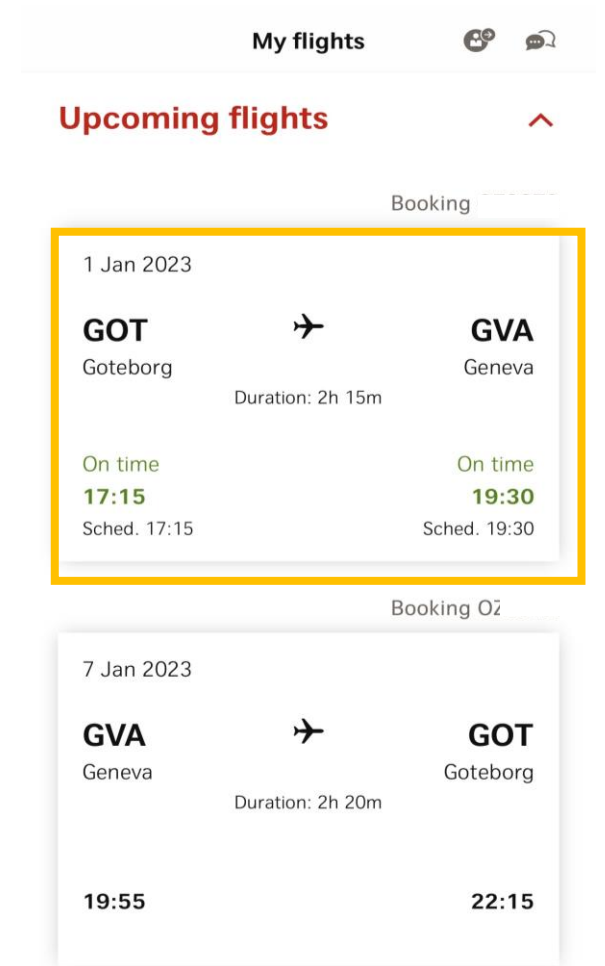 My flights
Upcoming flights
Booking
1 Jan 2023
GOT GVA
Goteborg Geneva
Duration: 2h 15m
On time On time
17:15 19:30
Sched. 17:15 Sched. 19:30
Booking
7 Jan 2023
GVA GOT
Geneva Goteborg
Duration: 2h 20m
19:55 22:15